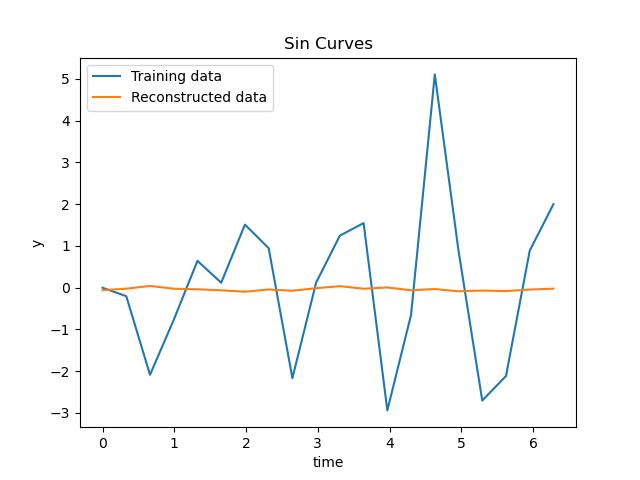 Sin Curves
Training data
Reconstructed data
y
5
4
3
2
1
0
−1
−2
−3
0 1 2 3 4 5 6
time